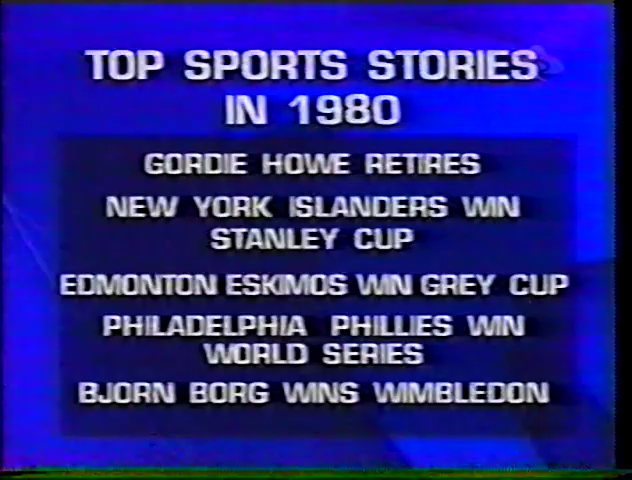 TOP SPORTS STORIES
IN 1980
GORDIE HOWE RETIRES
NEW YORK ISLANDERS WIN
STANLEY CUP
EDMONTON ESKIMOS WIN GREY CUP
PHILADELPHIA PHILLIES WIN
WORLD SERIES
BJORN BORG WINS WIMBLEDON